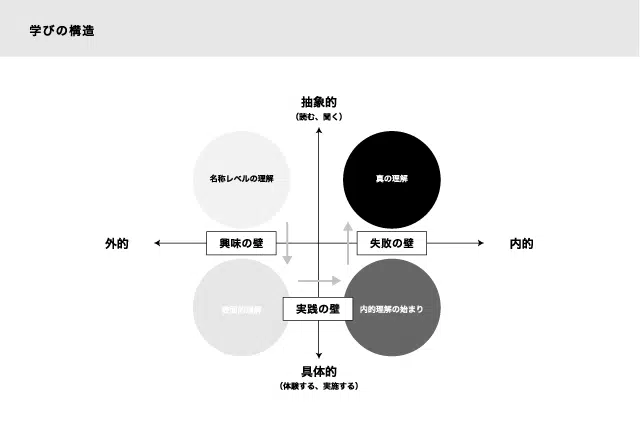 学びの構造
抽象的
（読む、聞く）
名称レベルの理解
真の理解
外的
興味の壁
失敗の壁
内的
実践の壁
内的理解の始まり
具体的
（体験する、実施する）